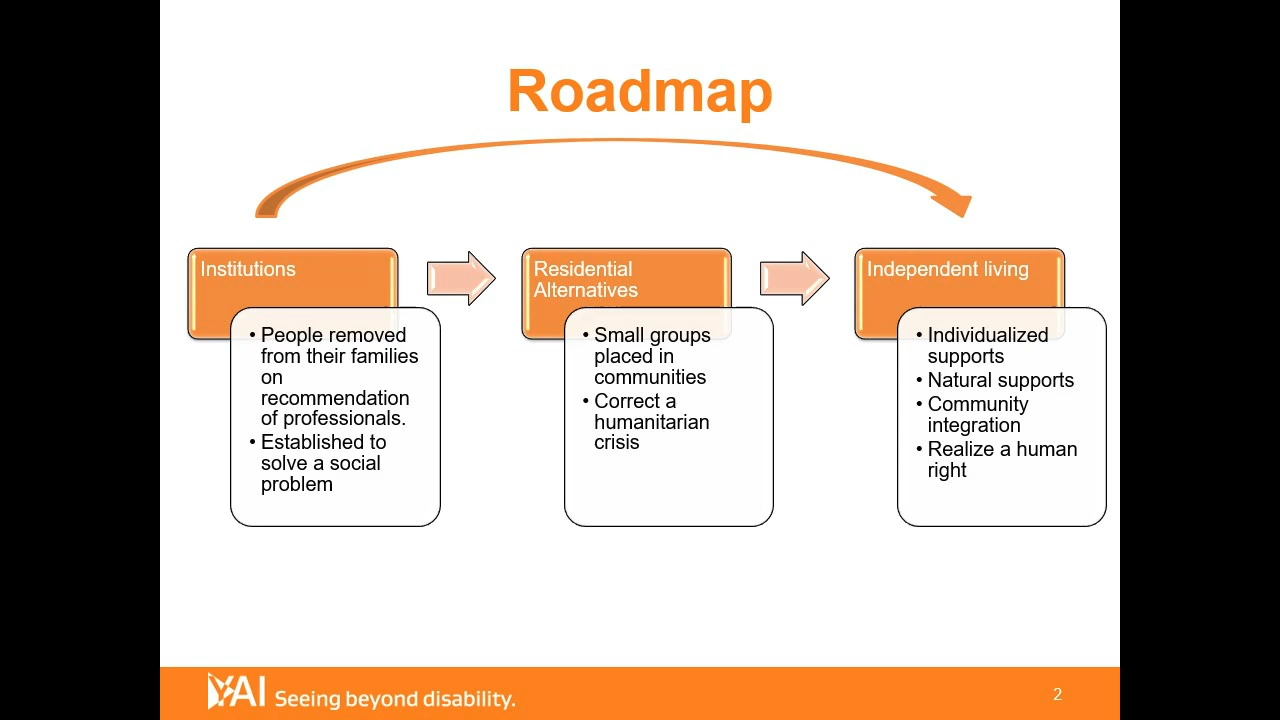 Roadmap
Institutions
• People removed
from their families
on
recommendation
of professionals.
• Established to
solve a social
problem
Residential
Alternatives
• Small groups
placed in
communities
• Correct a
humanitarian
crisis
Independent living
• Individualized
supports
• Natural supports
• Community
integration
• Realize a human
right
YAI Seeing beyond disability.
2